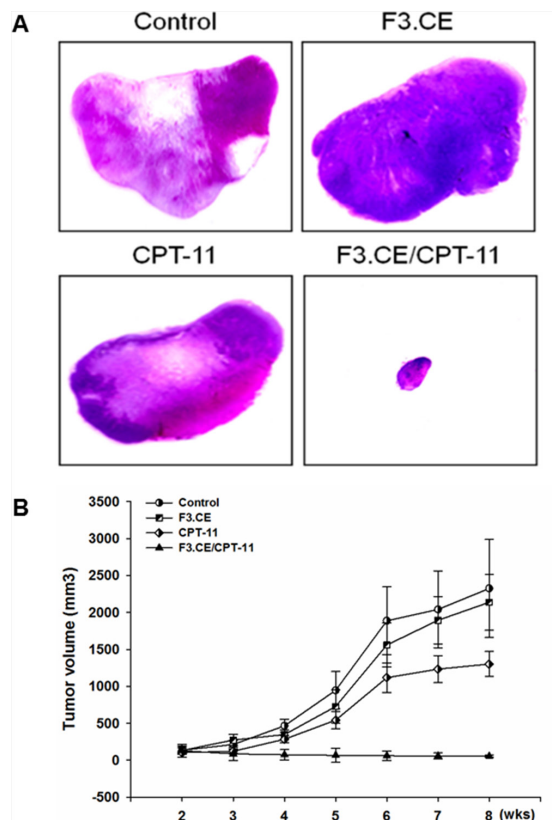 A
Control
F3.CE
CPT-11
F3.CE/CPT-11
B
3500
3000
2500
2000
1500
1000
500
0
-500
Tumor volume (mm3)
Control
F3.CE
CPT-11
F3.CE/CPT-11
2 3 4 5 6 7 8 (wks)